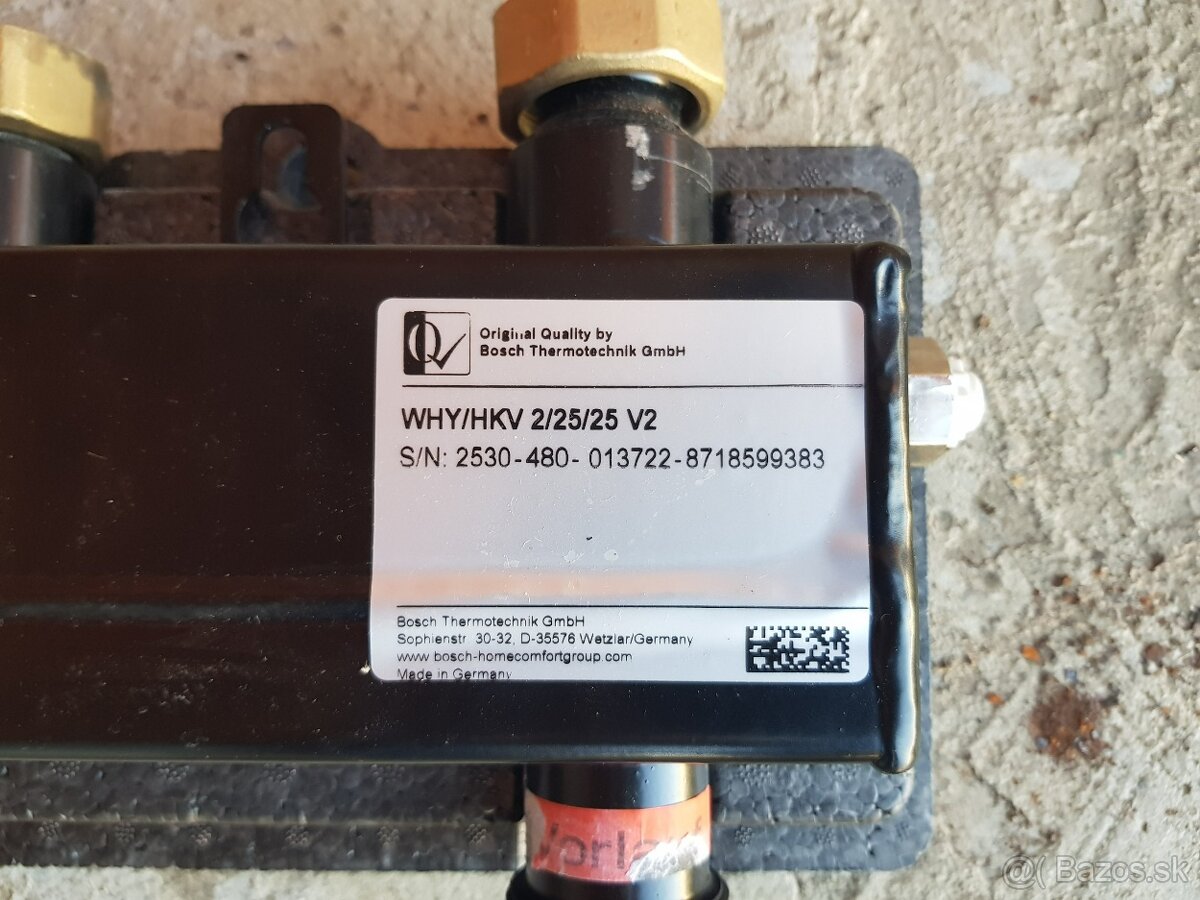 Original Quality by
Bosch Thermotechnik GmbH
WHY/HKV 2/25/25 V2
S/N: 2530-480- 013722-8718599383
Bosch Thermotechnik GmbH
Sophienstr. 30-32, D-35576 Wetzlar/Germany
www.bosch-homecomfortgroup.com
Made in Germany
@( Bazos.sk